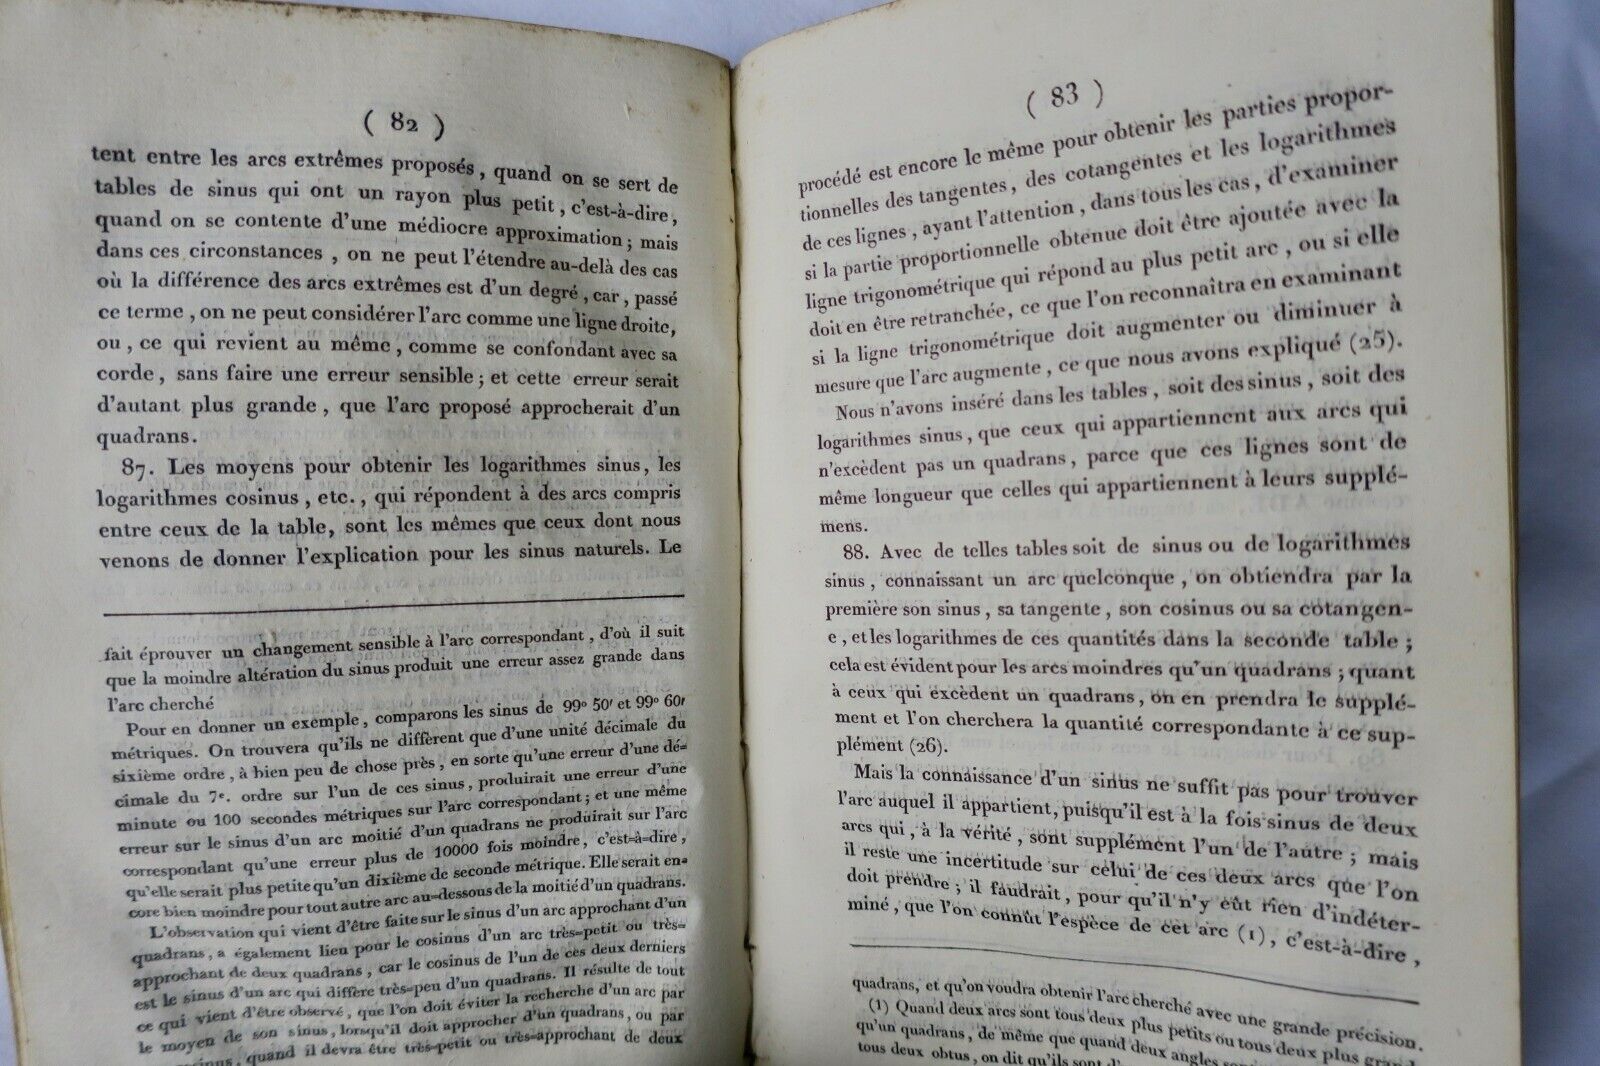 ( 82 )
tent entre les arcs extrêmes proposés, quand on se sert de
tables de sinus qui ont un rayon plus petit, c'est-à-dire,
quand on se contente d'une médiocre approximation; mais
dans ces circonstances, on ne peut l'étendre au-delà des cas
où la différence des arcs extrêmes est d'un degré, car, passé
ce terme, on ne peut considérer l'arc comme une ligne droite,
ou, ce qui revient au même, comme se confondant avec sa
corde, sans faire une erreur sensible; et cette erreur serait
d'autant plus grande, que l'arc proposé approcherait d'un
quadrans.
87. Les moyens pour obtenir les logarithmes sinus, les
logarithmes cosinus, etc., qui répondent à des arcs compris
entre ceux de la table, sont les mêmes que ceux dont nous
venons de donner l'explication pour les sinus naturels. Le
fait éprouver un changement sensible à l'arc correspondant, d'où il suit
que la moindre altération du sinus produit une erreur assez grande dans
l'arc cherché
Pour en donner un exemple, comparons les sinus de 99° 50' et 99° 60'
métriques. On trouvera qu'ils ne diffèrent que d'une unité décimale du
sixième ordre, à bien peu de chose près, en sorte qu'une erreur d'une dé-
cimale du 7e. ordre sur l'un de ces sinus, produirait une erreur d'une
minute ou 100 secondes métriques sur l'arc correspondant; et une même
erreur sur le sinus d'un arc moitié d'un quadrans ne produirait sur l'arc
correspondant qu'une erreur plus de 10000 fois moindre, c'est-à-dire,
qu'elle serait plus petite qu'un dixième de seconde métrique. Elle serait en-
core bien moindre pour tout autre arc au-dessous de la moitié d'un quadrans.
L'observation qui vient d'être faite sur le sinus d'un arc approchant d'un
quadrans, a également lieu pour le cosinus d'un arc très-petit ou très-
approchant de deux quadrans, car le cosinus de l'un de ces deux derniers
est le sinus d'un arc qui diffère très-peu d'un quadrans. Il résulte de tout
ce qui vient d'être observé, que l'on doit éviter la recherche d'un arc par
le moyen de son sinus, lorsqu'il doit approcher d'un quadrans, ou par
cosinus, quand il devra être très-petit ou très-approchant de deux
( 83 )
procédé est encore le même pour obtenir les parties propor-
tionnelles des tangentes, des cotangentes et les logarithmes
de ces lignes, ayant l'attention, dans tous les cas, d'examiner
si la partie proportionnelle obtenue doit être ajoutée avec la
ligne trigonométrique qui répond au plus petit arc, ou si elle
doit en être retranchée, ce que l'on reconnaîtra en examinant
si la ligne trigonométrique doit augmenter ou diminuer à
mesure que l'arc augmente, ce que nous avons expliqué (25).
Nous n'avons inséré dans les tables, soit des sinus, soit des
logarithmes sinus, que ceux qui appartiennent aux arcs qui
n'excèdent pas un quadrans, parce que ces lignes sont de
même longueur que celles qui appartiennent à leurs supplé-
mens.
88. Avec de telles tables soit de sinus ou de logarithmes
sinus, connaissant un arc quelconque, on obtiendra par la
première son sinus, sa tangente, son cosinus ou sa cotangen-
e, et les logarithmes de ces quantités dans la seconde table;
cela est évident pour les arcs moindres qu'un quadrans; quant
à ceux qui excèdent un quadrans, on en prendra le supplé-
ment et l'on cherchera la quantité correspondante à ce sup-
plément (26).
Mais la connaissance d'un sinus ne suffit pas pour trouver
l'arc auquel il appartient, puisqu'il est à la fois sinus de deux
arcs qui, à la vérité, sont supplément l'un de l'autre; mais
il reste une incertitude sur celui de ces deux arcs que l'on
doit prendre; il faudrait, pour qu'il n'y eût rien d'indéter-
miné, que l'on connût l'espèce de cet arc (1), c'est-à-dire,
quadrans, et qu'on voudra obtenir l'arc cherché avec une grande précision.
(1) Quand deux arcs sont tous deux plus petits ou tous deux plus grands
qu'un quadrans, de même que quand deux angles
tous deux obtus, on dit qu'ils sont